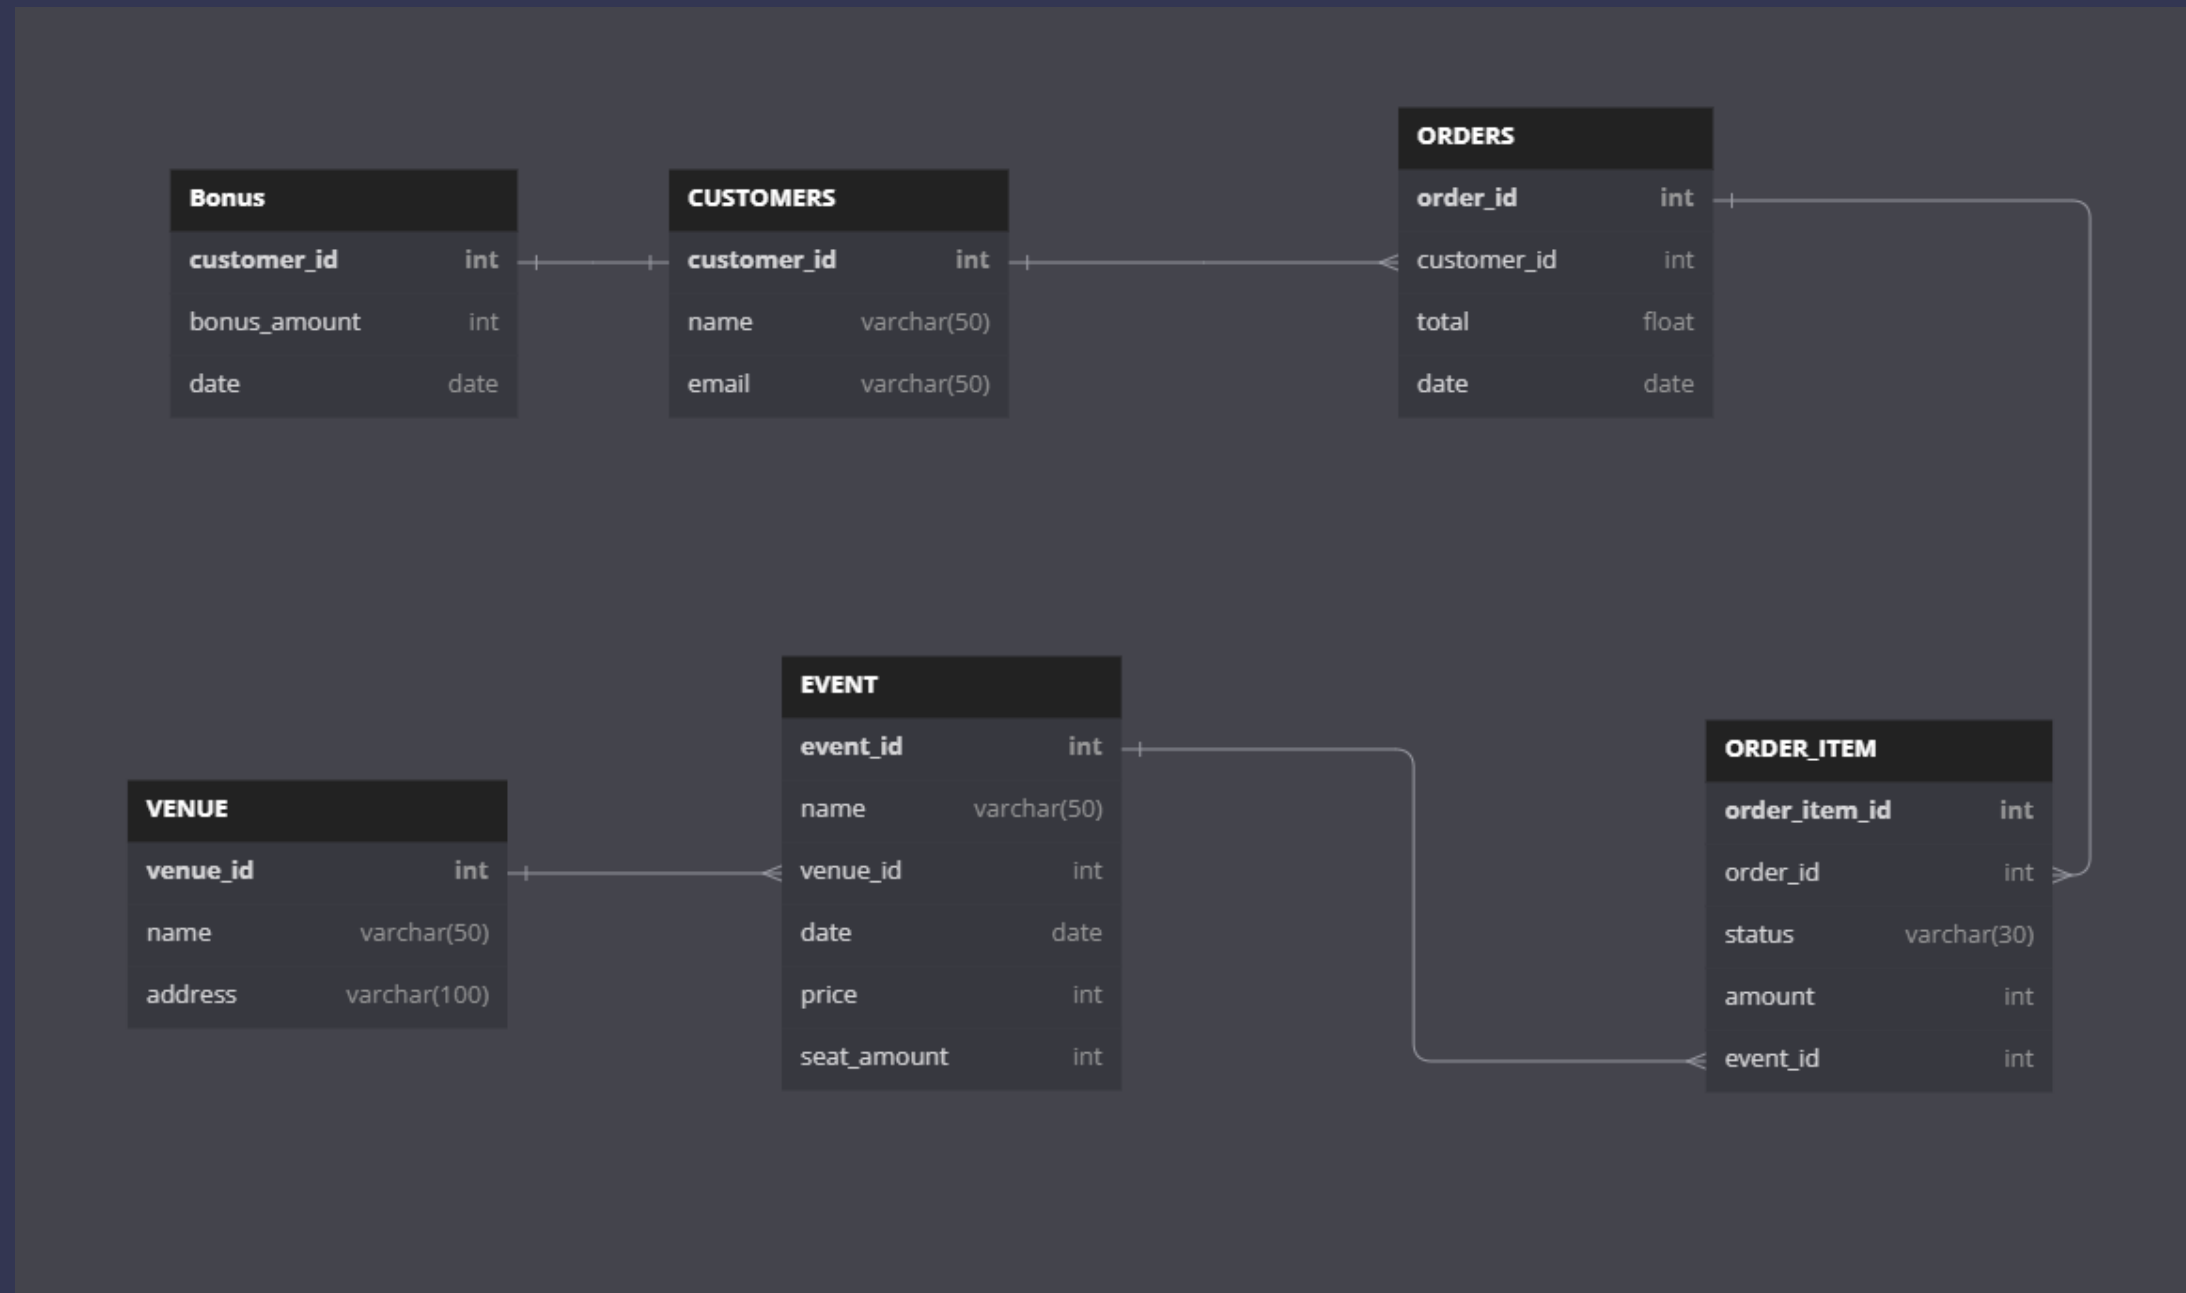 Bonus
customer_id int
bonus_amount int
date date
CUSTOMERS
customer_id int
name varchar(50)
email varchar(50)
ORDERS
order_id int
customer_id int
total float
date date
VENUE
venue_id int
name varchar(50)
address varchar(100)
EVENT
event_id int
name varchar(50)
venue_id int
date date
price int
seat_amount int
ORDER_ITEM
order_item_id int
order_id int
status varchar(30)
amount int
event_id int